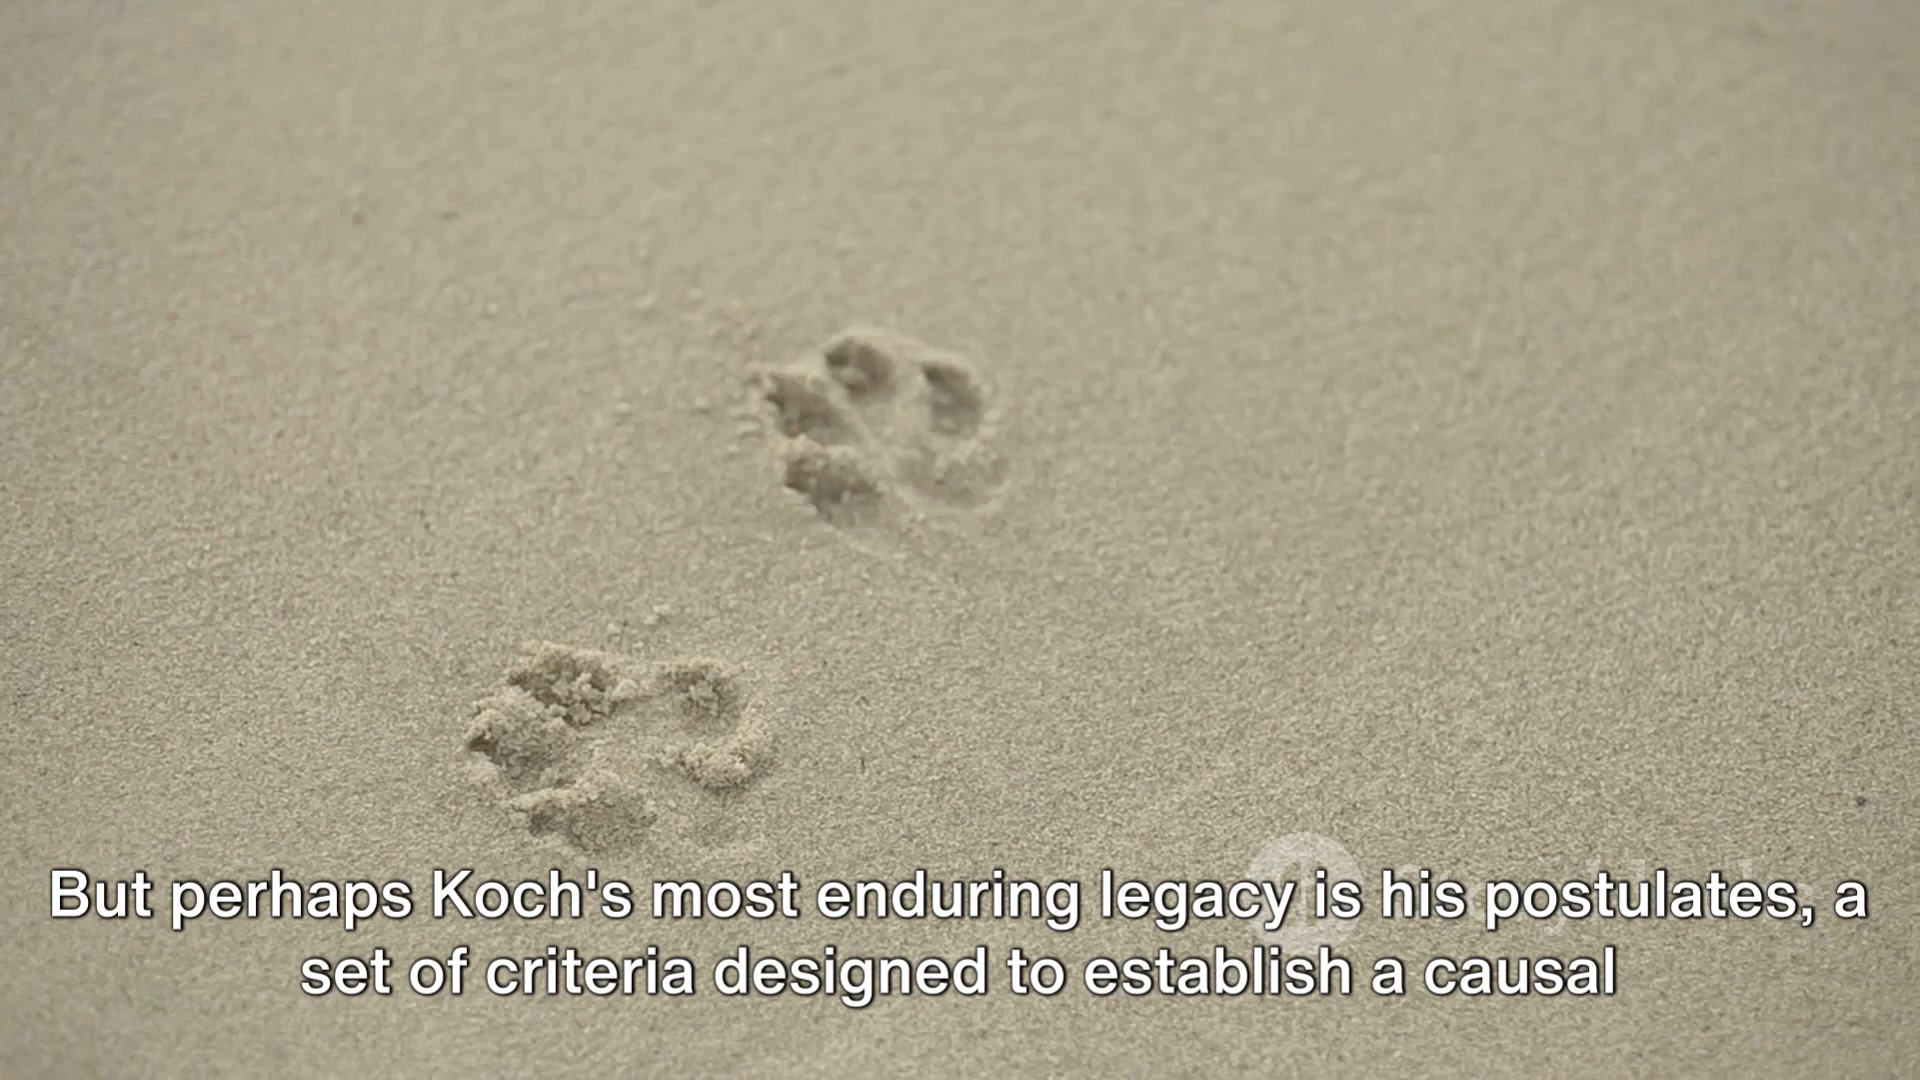 But perhaps Koch's most enduring legacy is his postulates, a
set of criteria designed to establish a causal